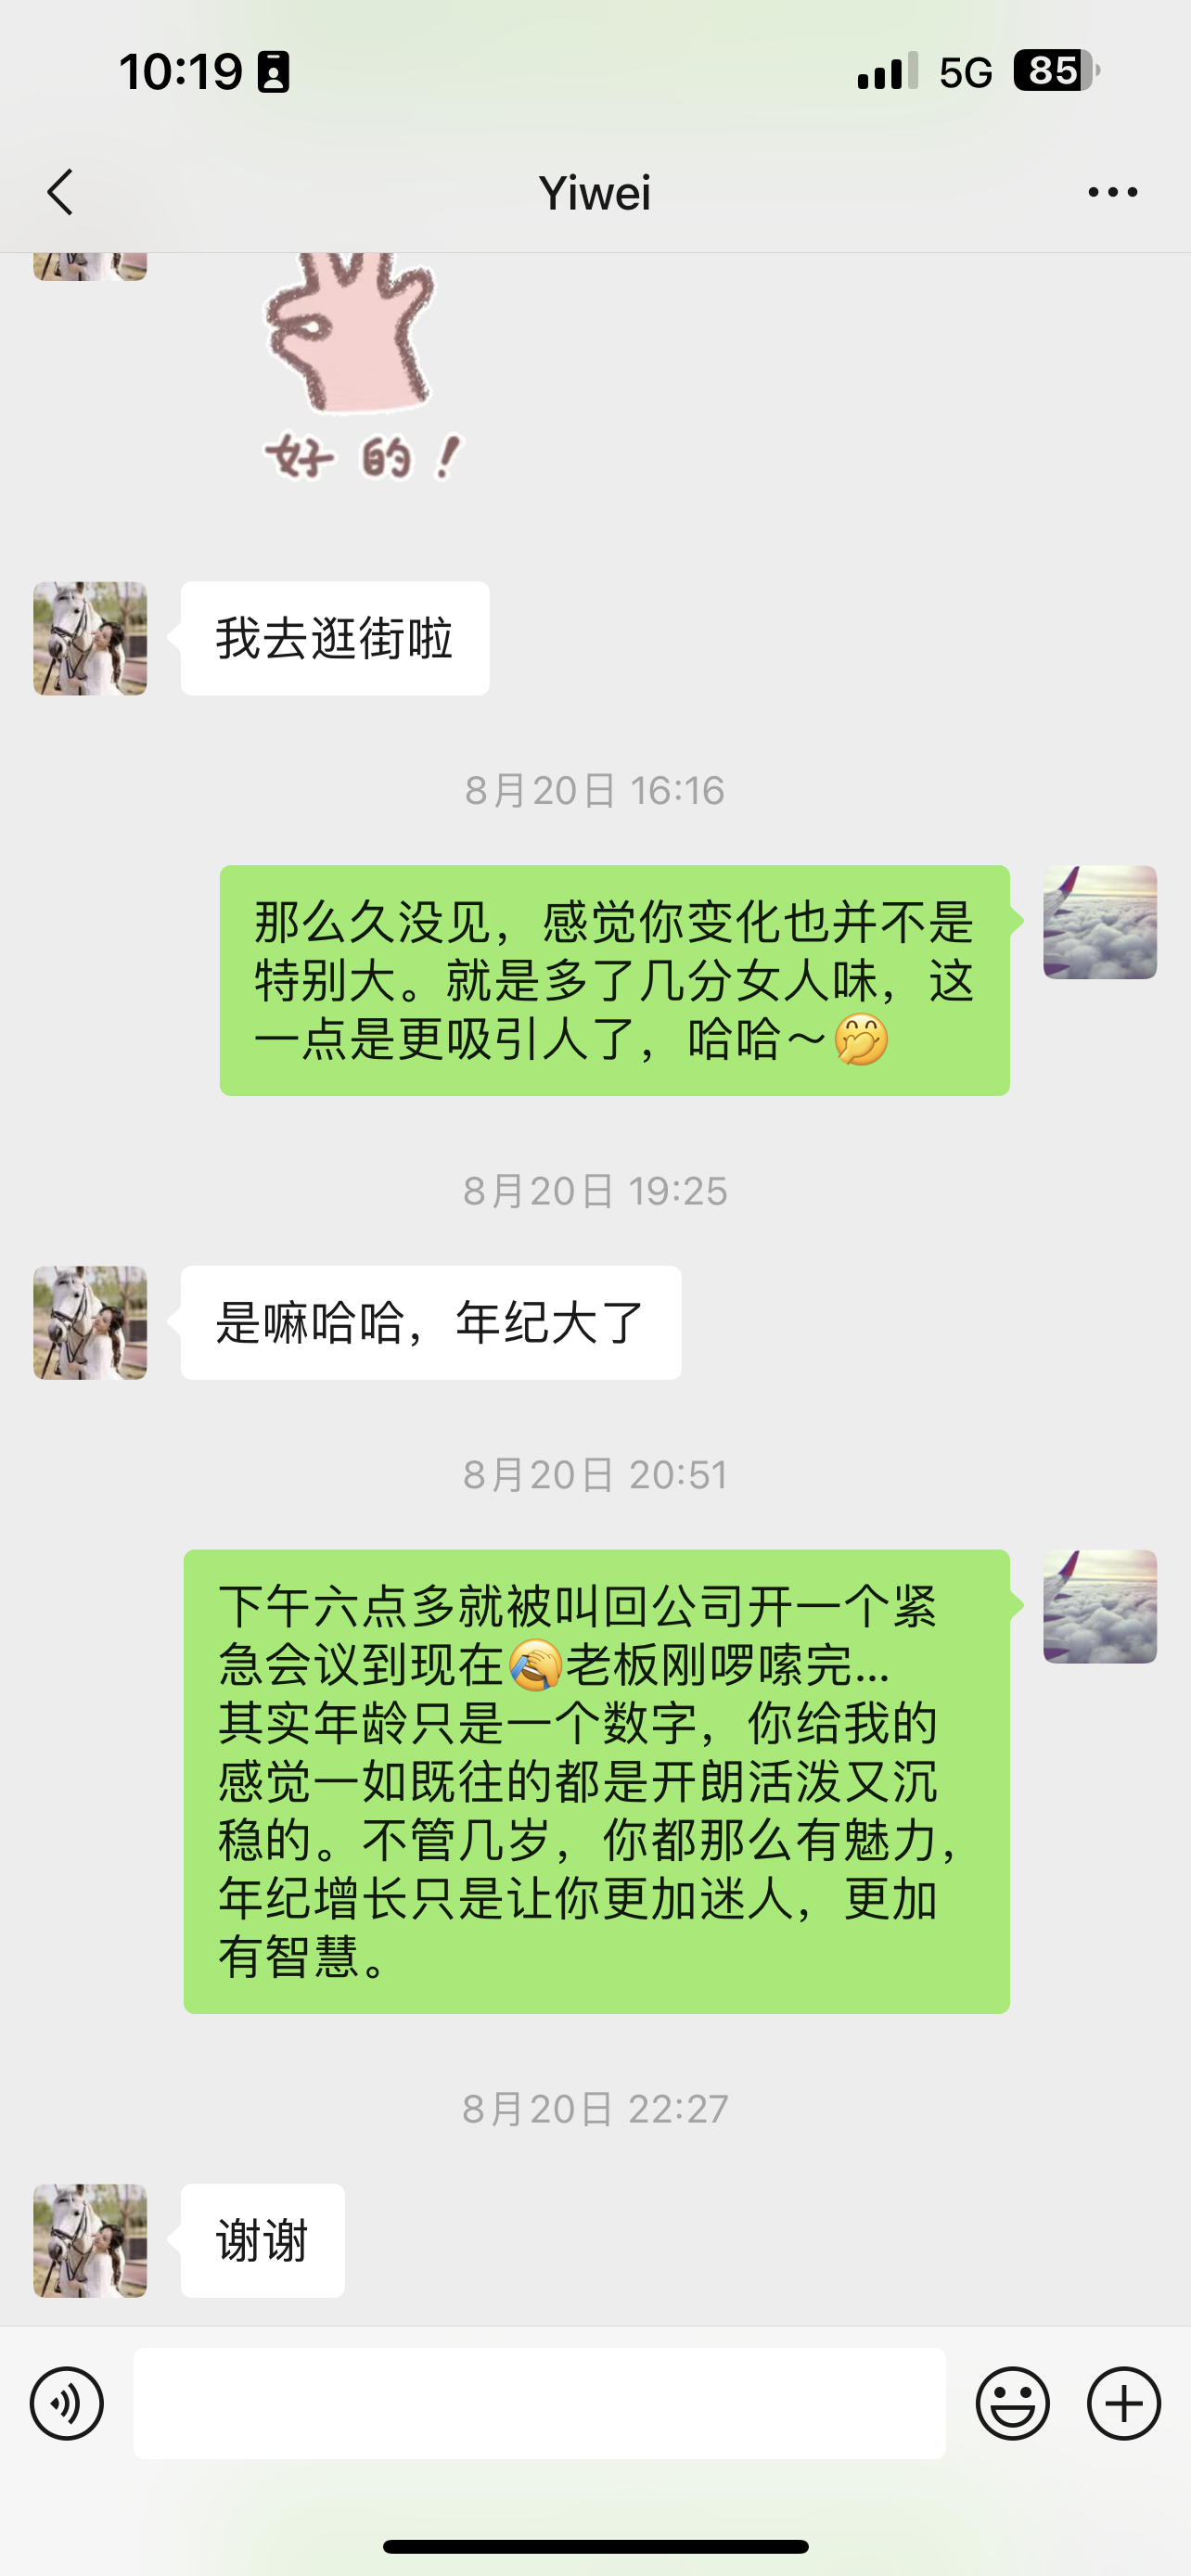 10:19 5G 85
Yiwei
好的！
我去逛街啦
8月20日 16:16
那么久没见，感觉你变化也并不是
特别大。就是多了几分女人味，这
一点是更吸引人了，哈哈～🤭
8月20日 19:25
是嘛哈哈，年纪大了
8月20日 20:51
下午六点多就被叫回公司开一个紧
急会议到现在🤦老板刚啰嗦完...
其实年龄只是一个数字，你给我的
感觉一如既往的都是开朗活泼又沉
稳的。不管几岁，你都那么有魅力，
年纪增长只是让你更加迷人，更加
有智慧。
8月20日 22:27
谢谢